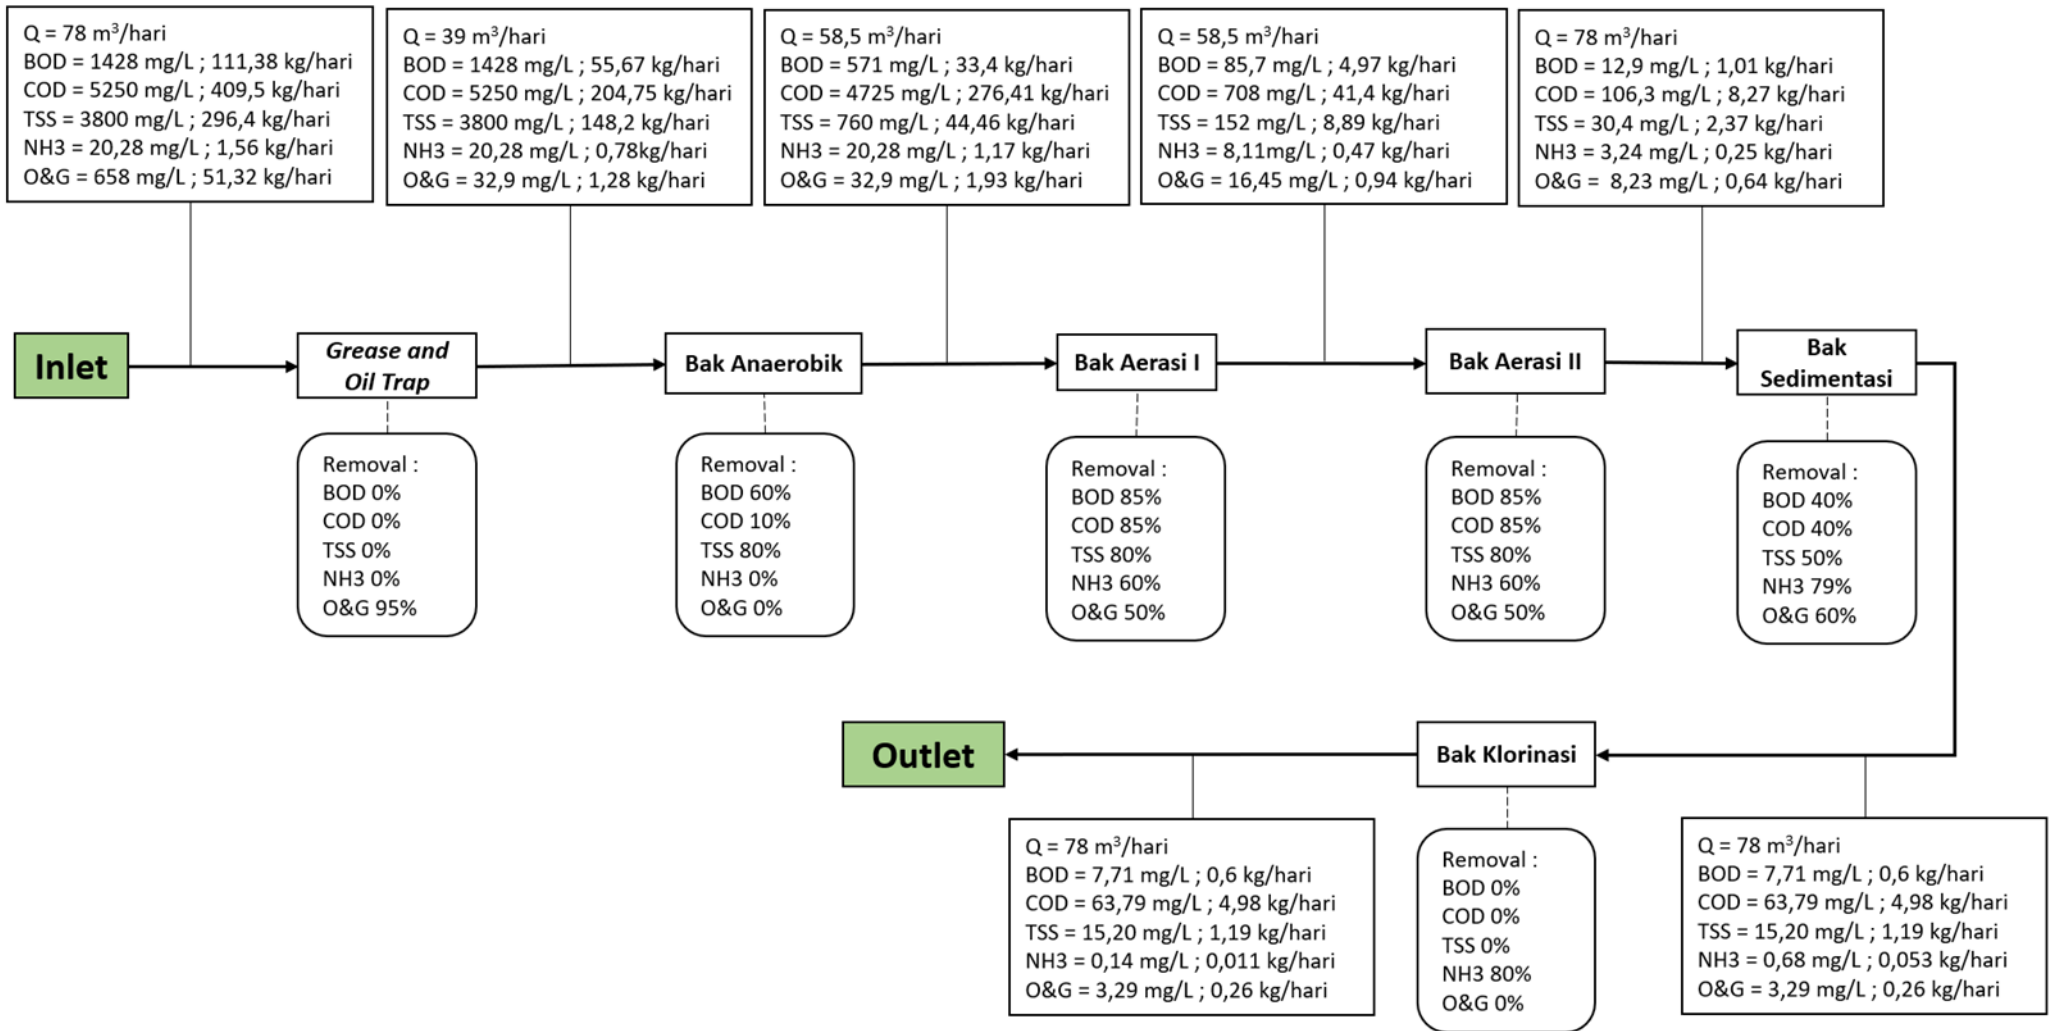 Q = 78 m³/hari
BOD = 1428 mg/L ; 111,38 kg/hari
COD = 5250 mg/L ; 409,5 kg/hari
TSS = 3800 mg/L ; 296,4 kg/hari
NH3 = 20,28 mg/L ; 1,56 kg/hari
O&G = 658 mg/L ; 51,32 kg/hari
Q = 39 m³/hari
BOD = 1428 mg/L ; 55,67 kg/hari
COD = 5250 mg/L ; 204,75 kg/hari
TSS = 3800 mg/L ; 148,2 kg/hari
NH3 = 20,28 mg/L ; 0,78kg/hari
O&G = 32,9 mg/L ; 1,28 kg/hari
Q = 58,5 m³/hari
BOD = 571 mg/L ; 33,4 kg/hari
COD = 4725 mg/L ; 276,41 kg/hari
TSS = 760 mg/L ; 44,46 kg/hari
NH3 = 20,28 mg/L ; 1,17 kg/hari
O&G = 32,9 mg/L ; 1,93 kg/hari
Q = 58,5 m³/hari
BOD = 85,7 mg/L ; 4,97 kg/hari
COD = 708 mg/L ; 41,4 kg/hari
TSS = 152 mg/L ; 8,89 kg/hari
NH3 = 8,11mg/L ; 0,47 kg/hari
O&G = 16,45 mg/L ; 0,94 kg/hari
Q = 78 m³/hari
BOD = 12,9 mg/L ; 1,01 kg/hari
COD = 106,3 mg/L ; 8,27 kg/hari
TSS = 30,4 mg/L ; 2,37 kg/hari
NH3 = 3,24 mg/L ; 0,25 kg/hari
O&G = 8,23 mg/L ; 0,64 kg/hari
Inlet
Grease and
Oil Trap
Bak Anaerobik
Bak Aerasi I
Bak Aerasi II
Bak
Sedimentasi
Removal :
BOD 0%
COD 0%
TSS 0%
NH3 0%
O&G 95%
Removal :
BOD 60%
COD 10%
TSS 80%
NH3 0%
O&G 0%
Removal :
BOD 85%
COD 85%
TSS 80%
NH3 60%
O&G 50%
Removal :
BOD 85%
COD 85%
TSS 80%
NH3 60%
O&G 50%
Removal :
BOD 40%
COD 40%
TSS 50%
NH3 79%
O&G 60%
Outlet
Bak Klorinasi
Q = 78 m³/hari
BOD = 7,71 mg/L ; 0,6 kg/hari
COD = 63,79 mg/L ; 4,98 kg/hari
TSS = 15,20 mg/L ; 1,19 kg/hari
NH3 = 0,14 mg/L ; 0,011 kg/hari
O&G = 3,29 mg/L ; 0,26 kg/hari
Removal :
BOD 0%
COD 0%
TSS 0%
NH3 80%
O&G 0%
Q = 78 m³/hari
BOD = 7,71 mg/L ; 0,6 kg/hari
COD = 63,79 mg/L ; 4,98 kg/hari
TSS = 15,20 mg/L ; 1,19 kg/hari
NH3 = 0,68 mg/L ; 0,053 kg/hari
O&G = 3,29 mg/L ; 0,26 kg/hari